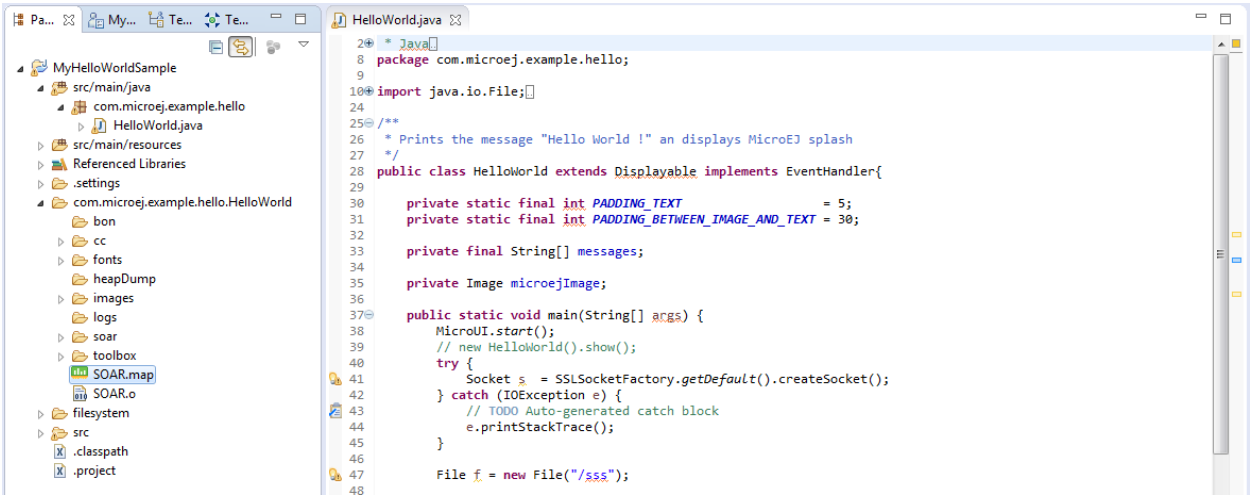 Pa...
My...
Te...
Te...
MyHelloWorldSample
src/main/java
com.microej.example.hello
HelloWorld.java
src/main/resources
Referenced Libraries
.settings
com.microej.example.hello.HelloWorld
bon
cc
fonts
heapDump
images
logs
soar
toolbox
SOAR.map
SOAR.o
filesystem
src
.classpath
.project
HelloWorld.java
2 * Java
8 package com.microej.example.hello;
9
10 import java.io.File;
24
25 /**
26 * Prints the message "Hello World !" an displays MicroEJ splash
27 */
28 public class HelloWorld extends Displayable implements EventHandler{
29
30 private static final int PADDING_TEXT = 5;
31 private static final int PADDING_BETWEEN_IMAGE_AND_TEXT = 30;
32
33 private final String[] messages;
34
35 private Image microejImage;
36
37 public static void main(String[] args) {
38 MicroUI.start();
39 // new HelloWorld().show();
40 try {
41 Socket s = SSLSocketFactory.getDefault().createSocket();
42 } catch (IOException e) {
43 // TODO Auto-generated catch block
44 e.printStackTrace();
45 }
46
47 File f = new File("/sss");
48